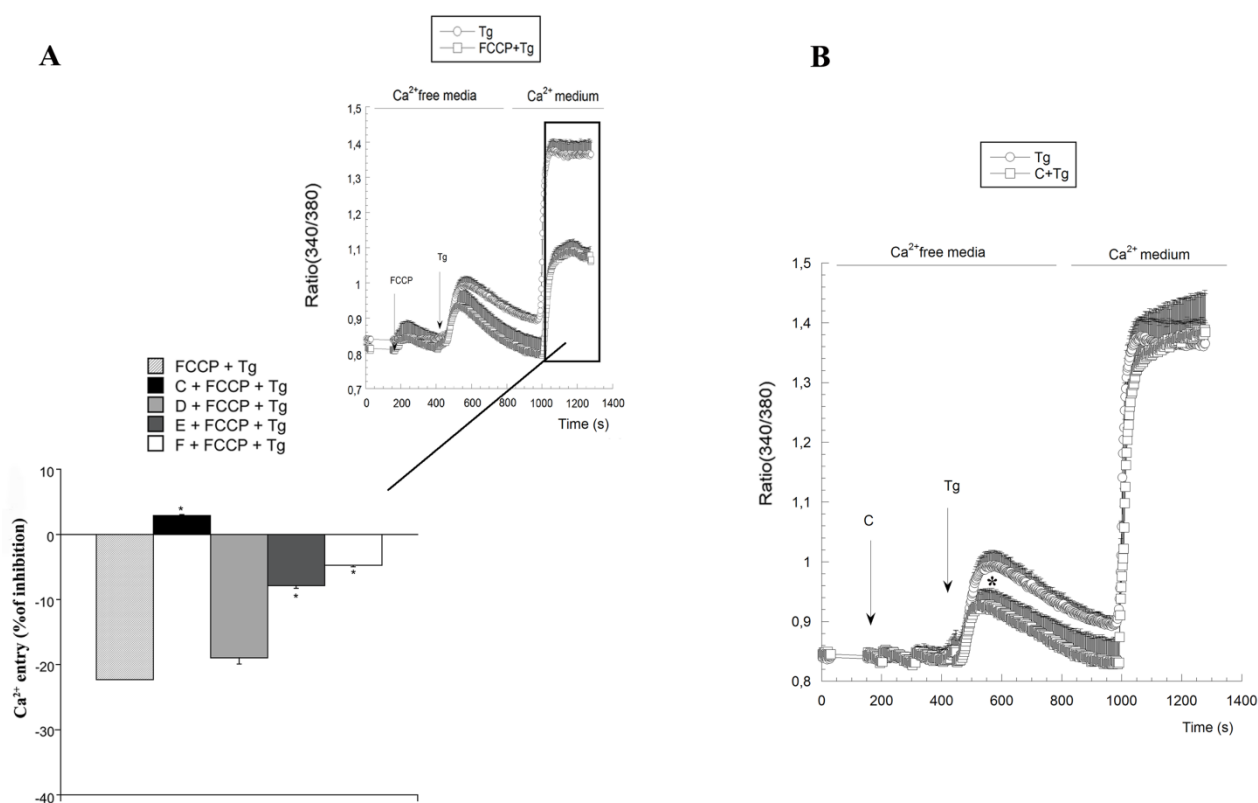 A
Tg
FCCP+Tg
Ca²⁺free media
Ca²⁺ medium
1,5
1,4
1,3
1,2
1,1
1
0,9
0,8
0,7
Ratio(340/380)
FCCP
Tg
0
200
400
600
800
1000
1200
1400
Time (s)
FCCP + Tg
C + FCCP + Tg
D + FCCP + Tg
E + FCCP + Tg
F + FCCP + Tg
10
0
-10
-20
-30
-40
Ca²⁺ entry (%of inhibition)
*
*
*
B
Tg
C+Tg
Ca²⁺free media
Ca²⁺ medium
1,5
1,4
1,3
1,2
1,1
1
0,9
0,8
Ratio(340/380)
C
Tg
*
0
200
400
600
800
1000
1200
1400
Time (s)